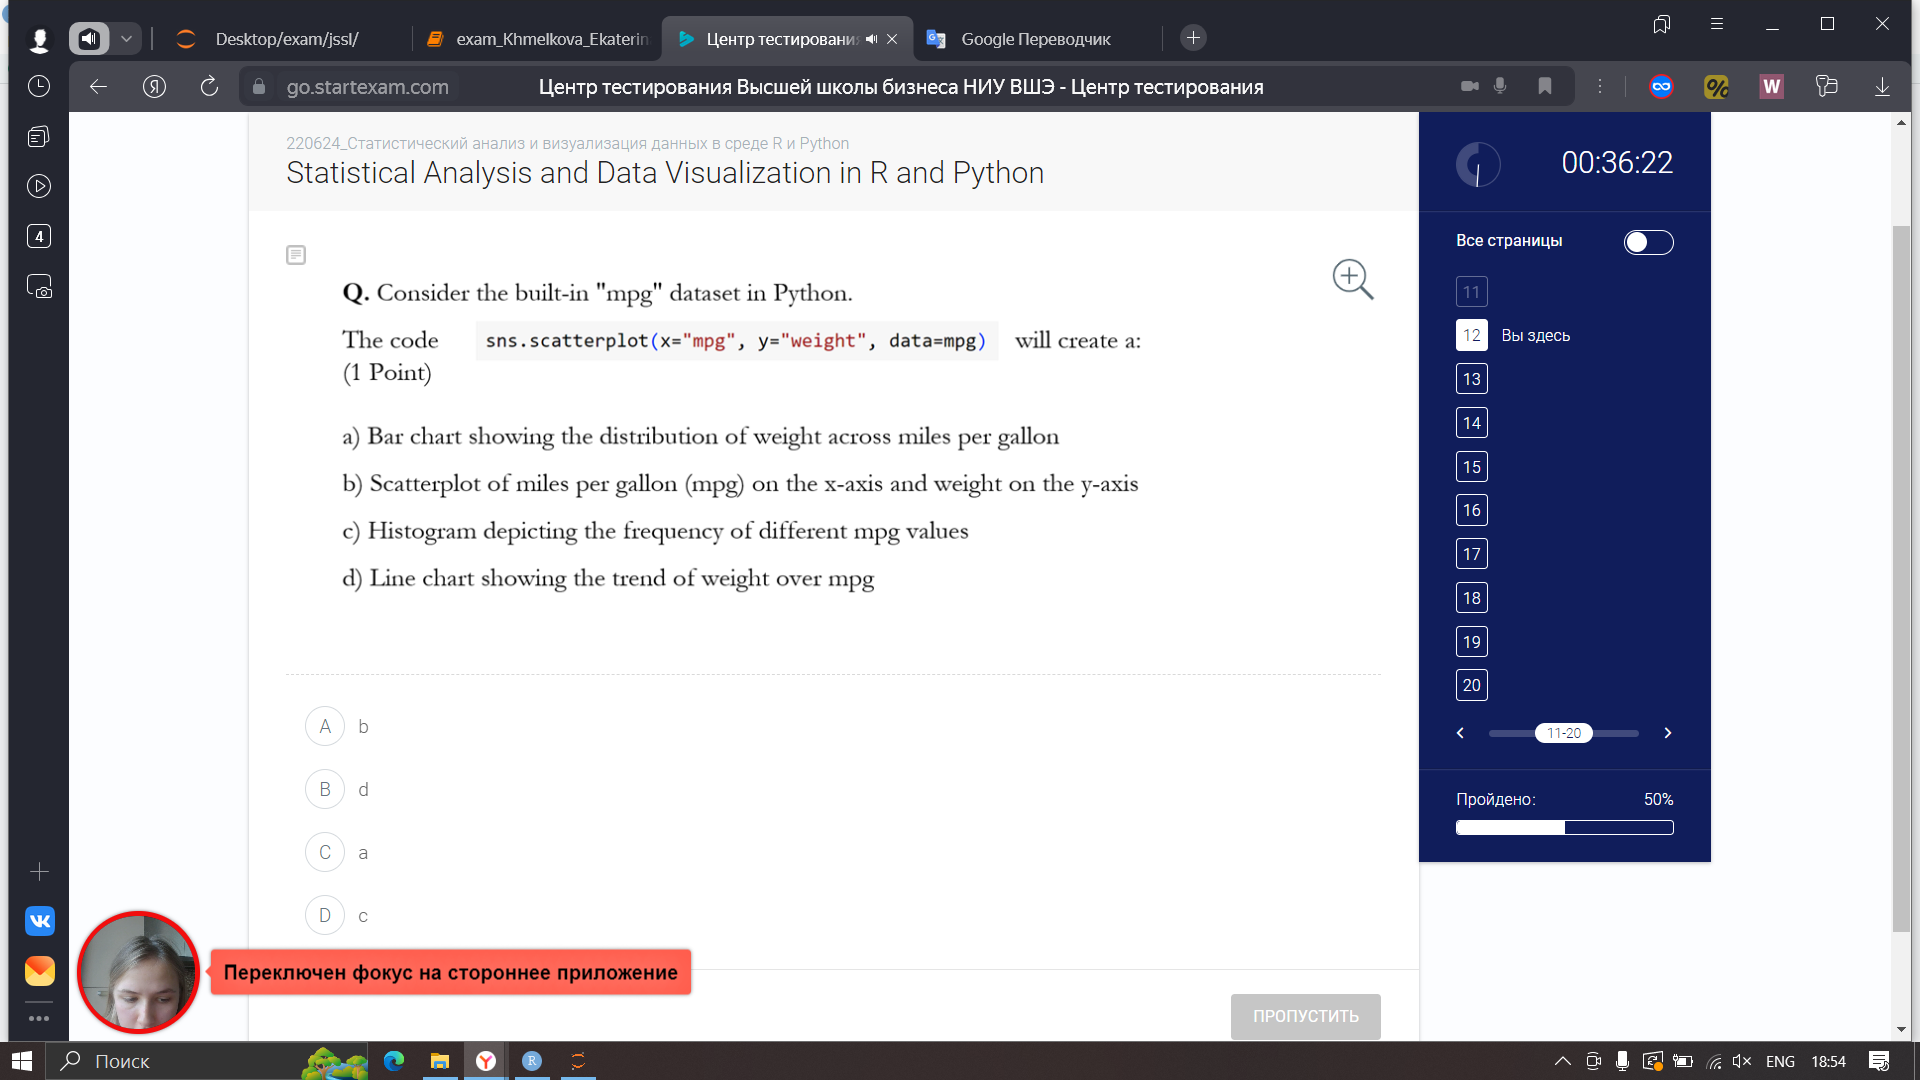 Desktop/exam/jssl/
exam_Khmelkova_Ekaterin
Центр тестировани
Google Переводчик
go.startexam.com
Центр тестирования Высшей школы бизнеса НИУ ВШЭ - Центр тестирования
220624_Статистический анализ и визуализация данных в среде R и Python
Statistical Analysis and Data Visualization in R and Python
00:36:22
Все страницы
Q. Consider the built-in "mpg" dataset in Python.
The code sns.scatterplot(x="mpg", y="weight", data=mpg) will create a:
(1 Point)
a) Bar chart showing the distribution of weight across miles per gallon
b) Scatterplot of miles per gallon (mpg) on the x-axis and weight on the y-axis
c) Histogram depicting the frequency of different mpg values
d) Line chart showing the trend of weight over mpg
A b
B d
C a
D c
ПРОПУСТИТЬ
11
12 Вы здесь
13
14
15
16
17
18
19
20
11-20
Пройдено: 50%
4
Переключен фокус на стороннее приложение
Поиск
ENG 18:54